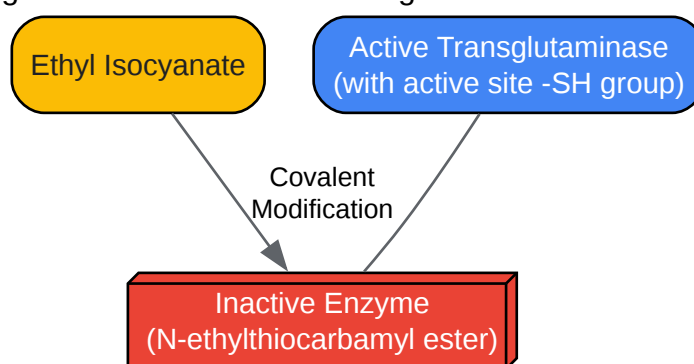 Ethyl Isocyanate
Active Transglutaminase
(with active site -SH group)
Covalent
Modification
Inactive Enzyme
(N-ethylthiocarbamyl ester)